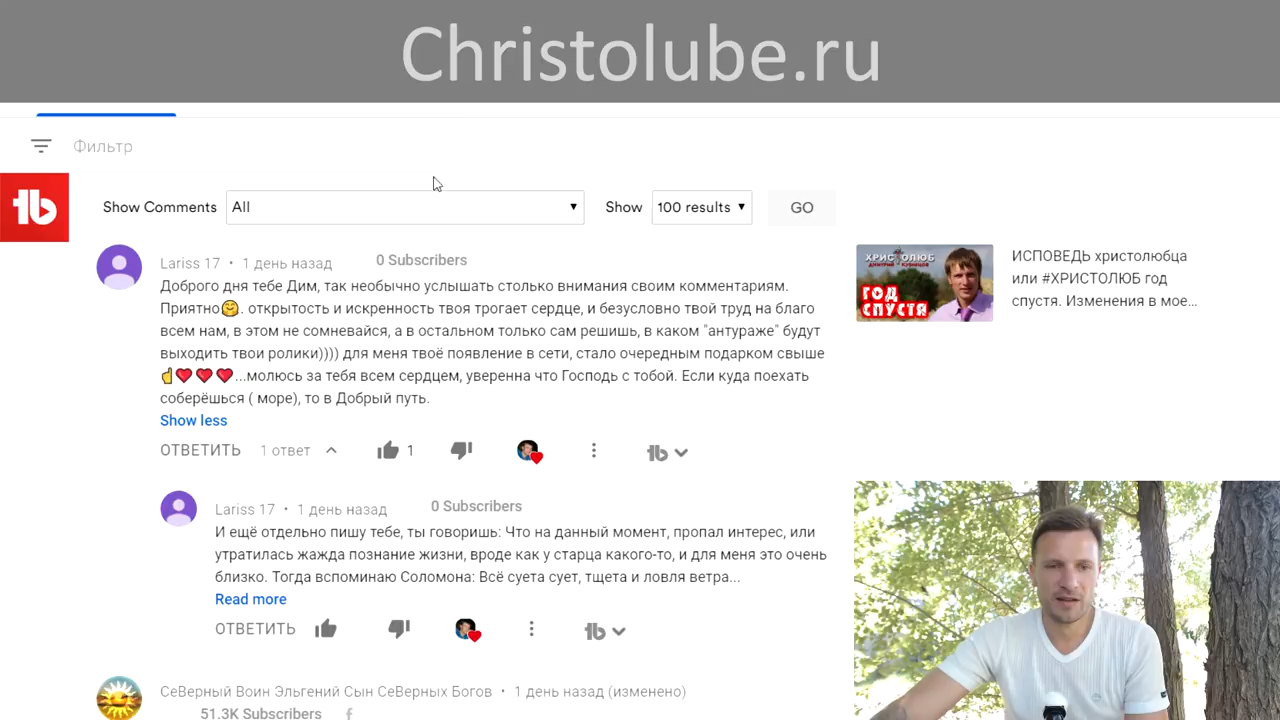 Christolube.ru
Фильтр
Show Comments All Show 100 results GO
Lariss 17 • 1 день назад 0 Subscribers
Доброго дня тебе Дим, так необычно услышать столько внимания своим комментариям.
Приятно🤗. открытость и искренность твоя трогает сердце, и безусловно твой труд на благо
всем нам, в этом не сомневайся, а в остальном только сам решишь, в каком "антураже" будут
выходить твои ролики)))) для меня твоё появление в сети, стало очередным подарком свыше
☝❤❤❤...молюсь за тебя всем сердцем, уверенна что Господь с тобой. Если куда поехать
соберёшься ( море), то в Добрый путь.
Show less
ОТВЕТИТЬ 1 ответ 1
ХРИСТОЛЮБ
ДМИТРИЙ КУЗНЕЦОВ
ГОД
СПУСТЯ
ИСПОВЕДЬ христолюбца
или #ХРИСТОЛЮБ год
спустя. Изменения в мое...
Lariss 17 • 1 день назад 0 Subscribers
И ещё отдельно пишу тебе, ты говоришь: Что на данный момент, пропал интерес, или
утратилась жажда познание жизни, вроде как у старца какого-то, и для меня это очень
близко. Тогда вспоминаю Соломона: Всё суета сует, тщета и ловля ветра...
Read more
ОТВЕТИТЬ
СеВерный Воин Эльгений Сын СеВерных Богов • 1 день назад (изменено)
51.3K Subscribers